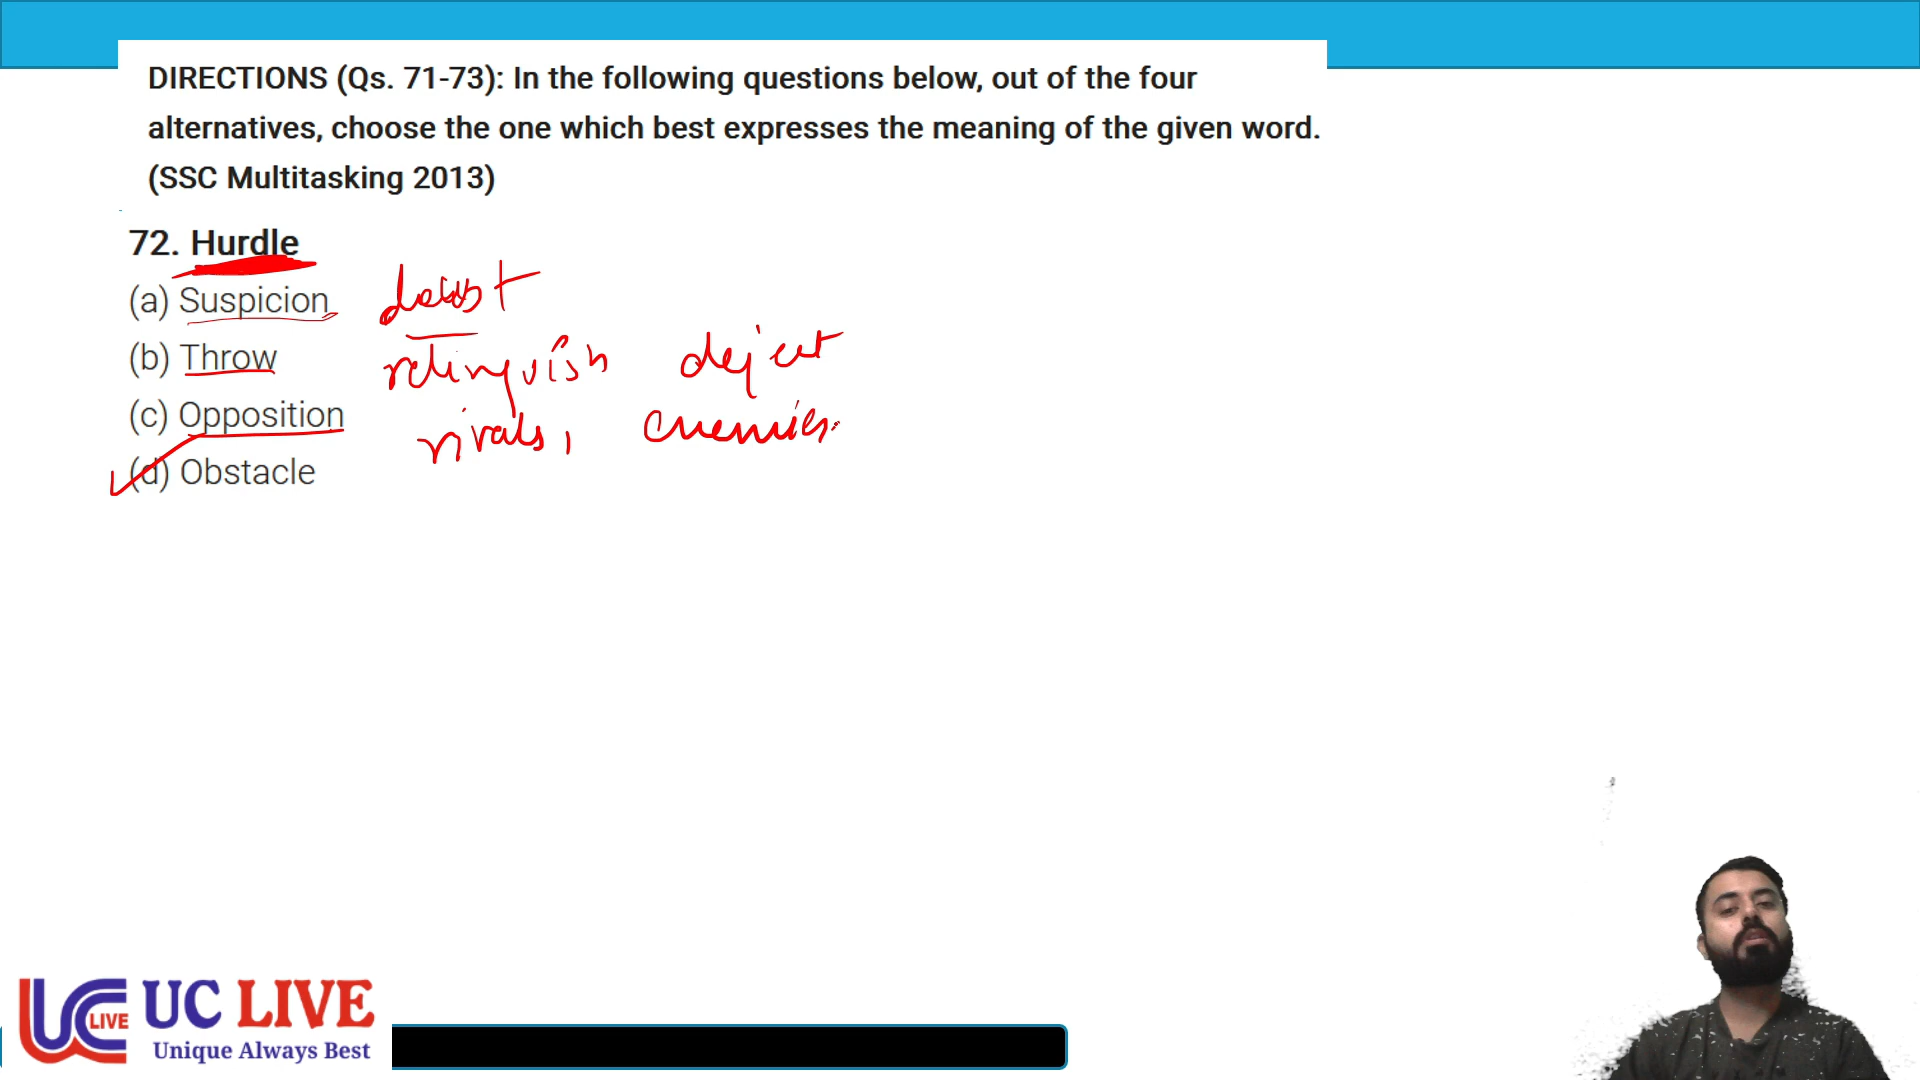 DIRECTIONS (Qs. 71-73): In the following questions below, out of the four
alternatives, choose the one which best expresses the meaning of the given word.
(SSC Multitasking 2013)
72. Hurdle
(a) Suspicion doubt
(b) Throw relinquish deject
(c) Opposition rivals, enemies.
(d) Obstacle
UC LIVE
LIVE
Unique Always Best